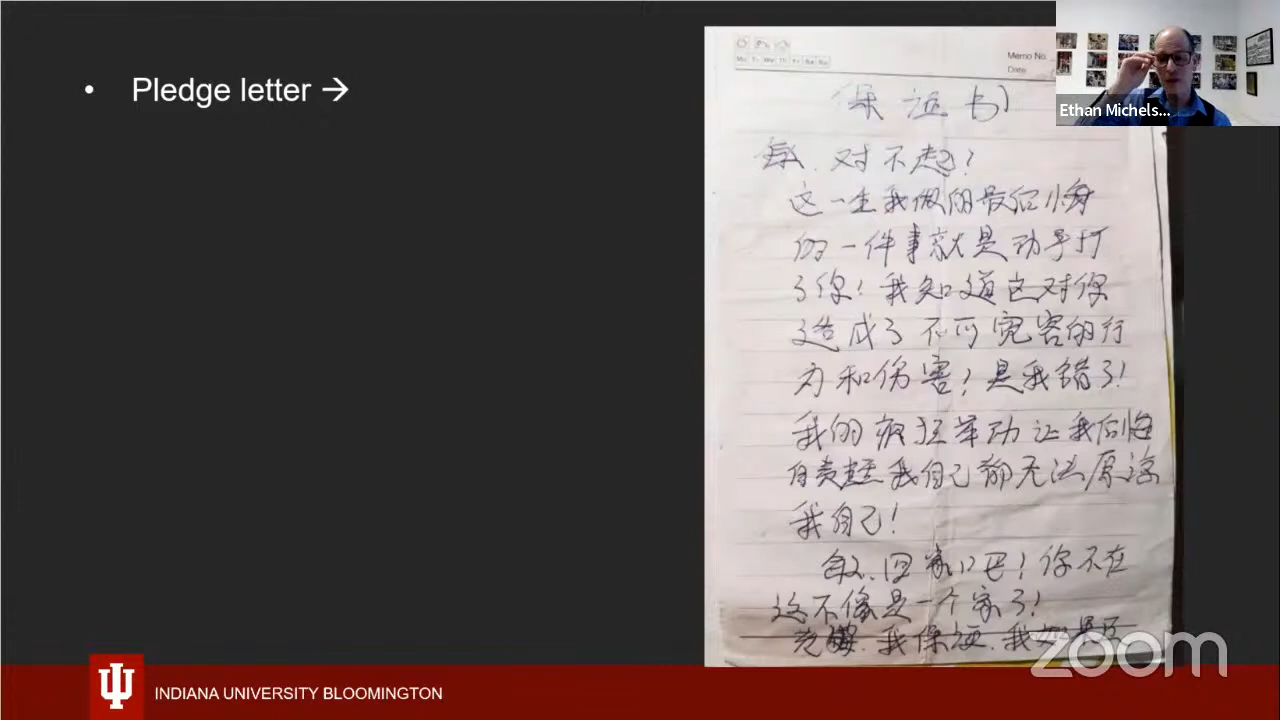 • Pledge letter →
Memo No.
Date
保 证 书
敏. 对 不 起!
这一生我做的最后悔
的一件事就是动手打
了你! 我知道这对你
造成了不可宽容的行
为和伤害! 是我错了!
我的疯狂举动让我后悔
自责 我自己都无法原谅
我自己!
敏. 回家吧! 你不在
这不像是一个家了!
我保证. 我如果
Ethan Michels...
zoom
INDIANA UNIVERSITY BLOOMINGTON